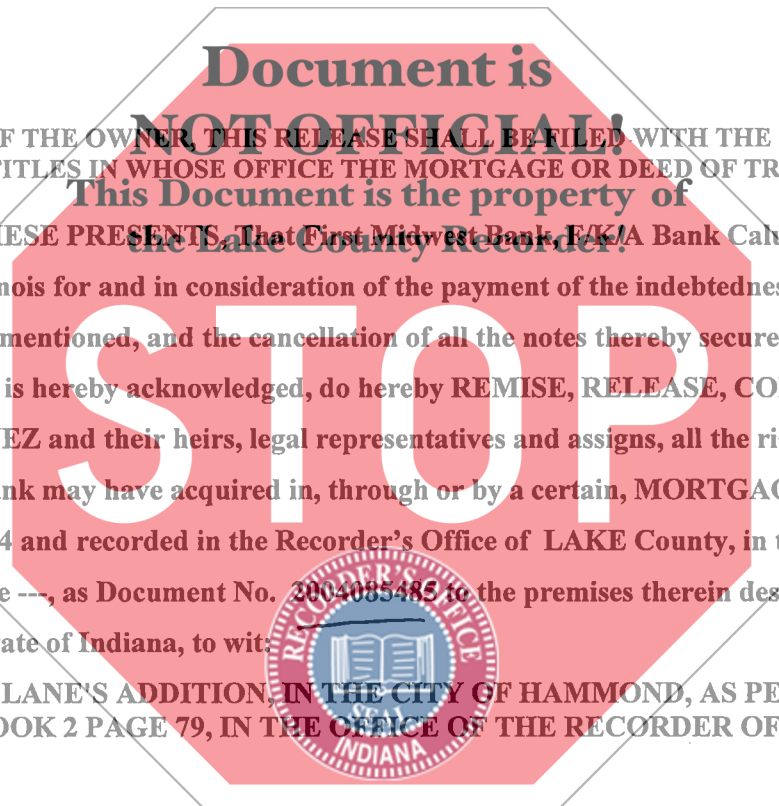 Document is
NOT OFFICIAL!
F THE OWNER, THIS RELEASE SHALL BE FILED WITH THE
TITLES IN WHOSE OFFICE THE MORTGAGE OR DEED OF TR
This Document is the property of
the Lake County Recorder!
ESE PRESENTS, That First Midwest Bank, F/K/A Bank Calu
nois for and in consideration of the payment of the indebtednes
mentioned, and the cancellation of all the notes thereby secure
is hereby acknowledged, do hereby REMISE, RELEASE, CO
STOP
EZ and their heirs, legal representatives and assigns, all the ri
nk may have acquired in, through or by a certain, MORTGAG
4 and recorded in the Recorder's Office of LAKE County, in t
e ---, as Document No. 2004085485 to the premises therein des
ate of Indiana, to wit:
RECORDER'S OFFICE
SEAL
INDIANA
LANE'S ADDITION, IN THE CITY OF HAMMOND, AS PE
OOK 2 PAGE 79, IN THE OFFICE OF THE RECORDER OF